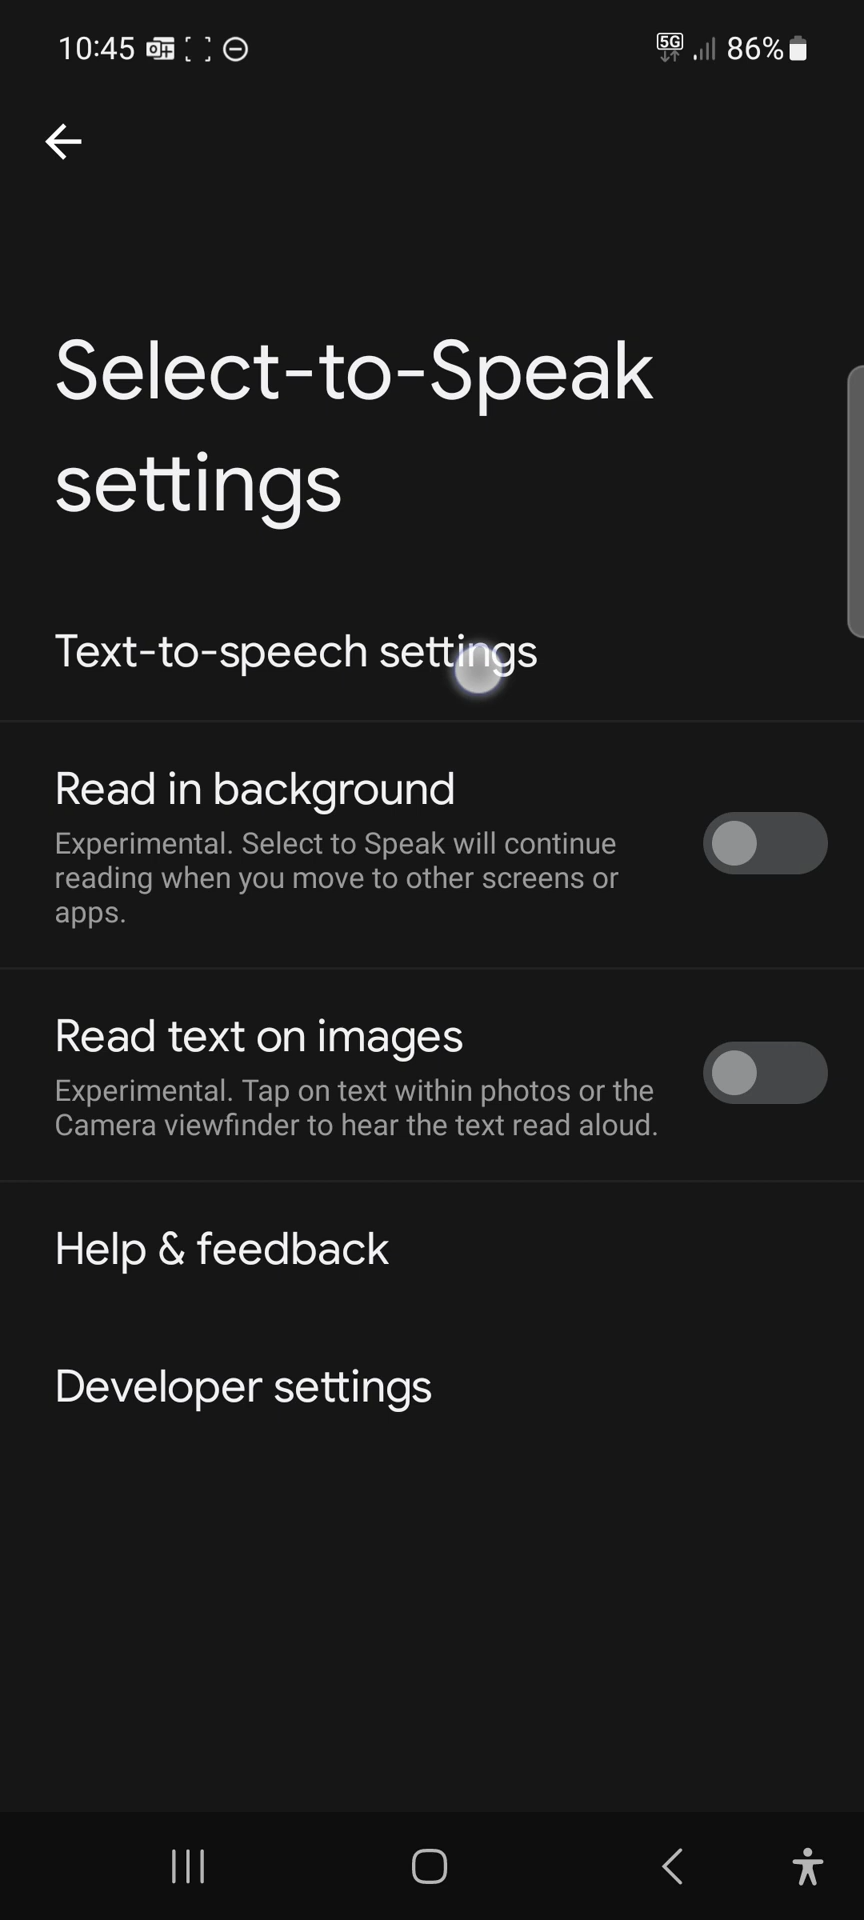 10:45
5G
86%
Select-to-Speak
settings
Text-to-speech settings
Read in background
Experimental. Select to Speak will continue
reading when you move to other screens or
apps.
Read text on images
Experimental. Tap on text within photos or the
Camera viewfinder to hear the text read aloud.
Help & feedback
Developer settings